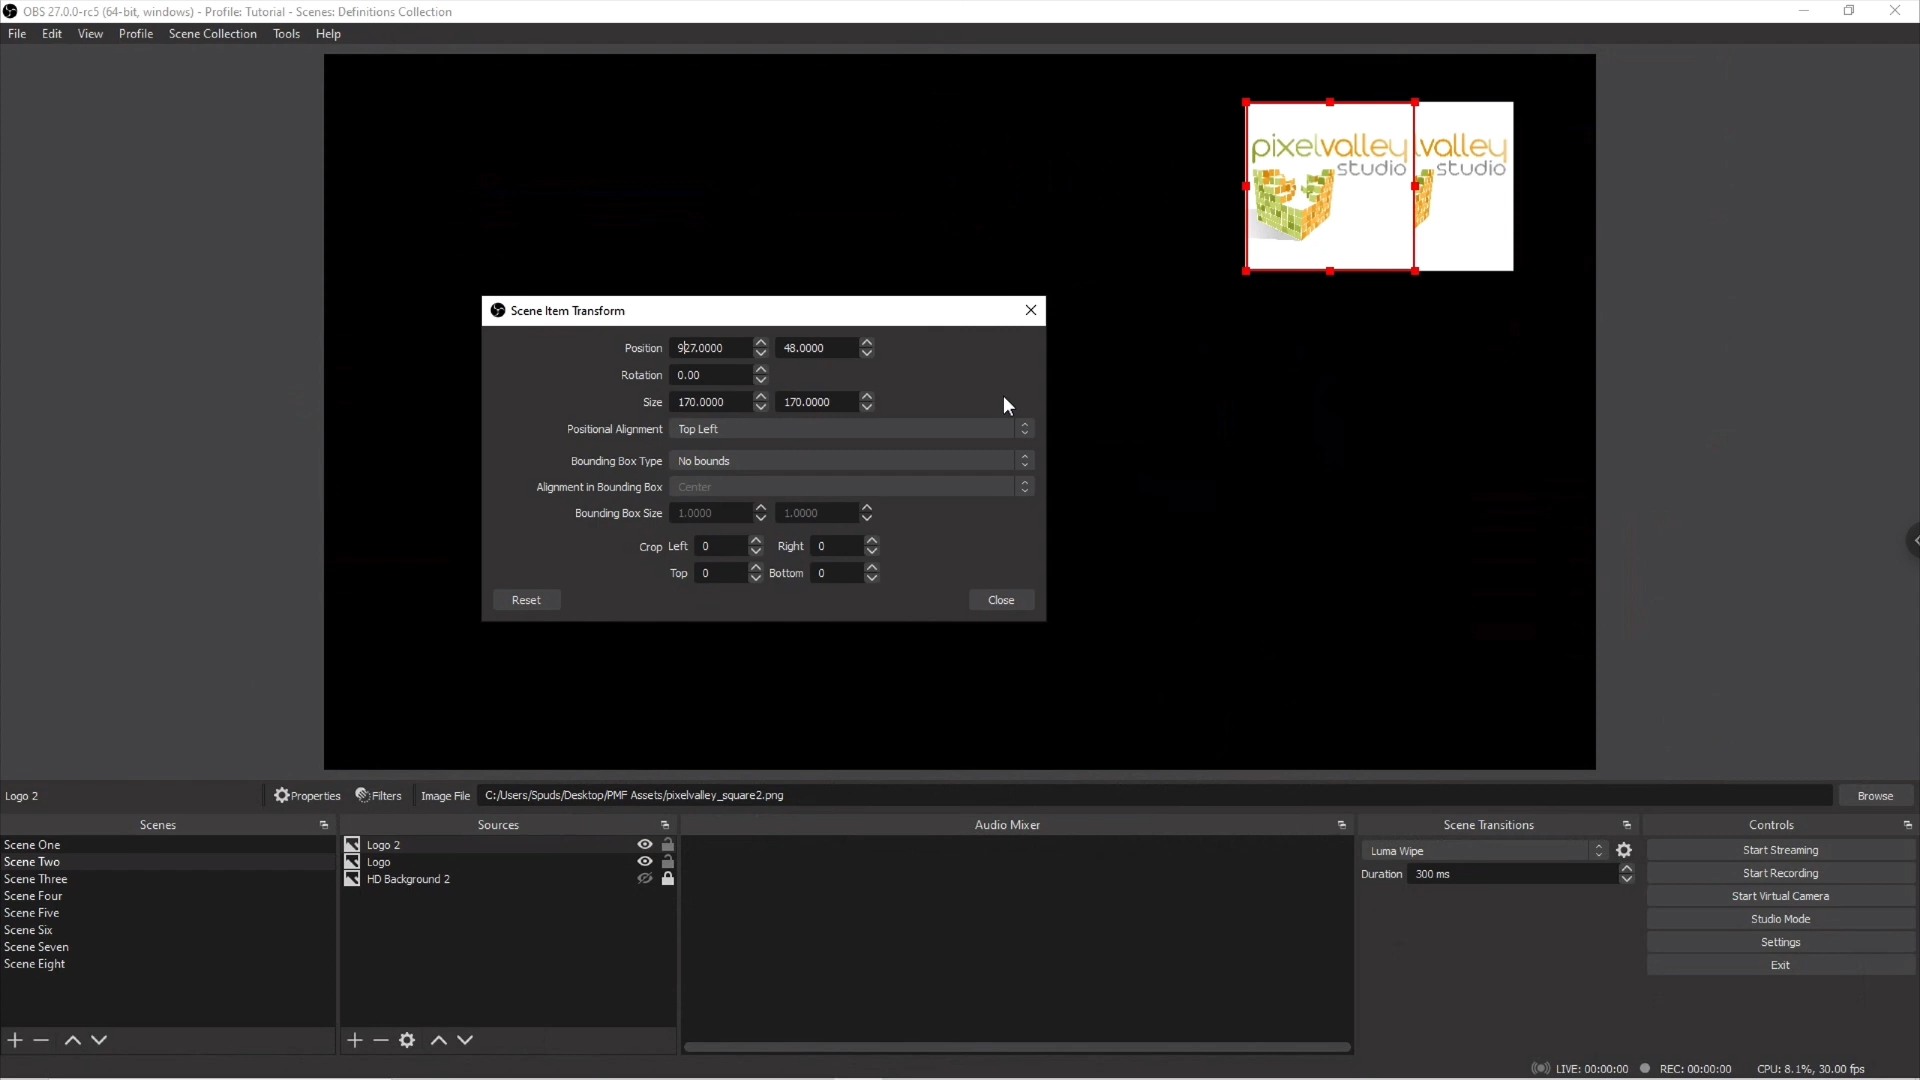 OBS 27.0.0-rc5 (64-bit, windows) - Profile: Tutorial - Scenes: Definitions Collection
File Edit View Profile Scene Collection Tools Help
pixelvalley studio
valley studio
Scene Item Transform
Position 927.0000 48.0000
Rotation 0.00
Size 170.0000 170.0000
Positional Alignment Top Left
Bounding Box Type No bounds
Alignment in Bounding Box Center
Bounding Box Size 1.0000 1.0000
Crop Left 0 Right 0
Top 0 Bottom 0
Reset Close
Logo 2 Properties Filters Image File C:/Users/Spuds/Desktop/PMF Assets/pixelvalley_square2.png Browse
Scenes
Scene One
Scene Two
Scene Three
Scene Four
Scene Five
Scene Six
Scene Seven
Scene Eight
Sources
Logo 2
Logo
HD Background 2
Audio Mixer
Scene Transitions
Luma Wipe
Duration 300 ms
Controls
Start Streaming
Start Recording
Start Virtual Camera
Studio Mode
Settings
Exit
LIVE: 00:00:00 REC: 00:00:00 CPU: 8.1%, 30.00 fps